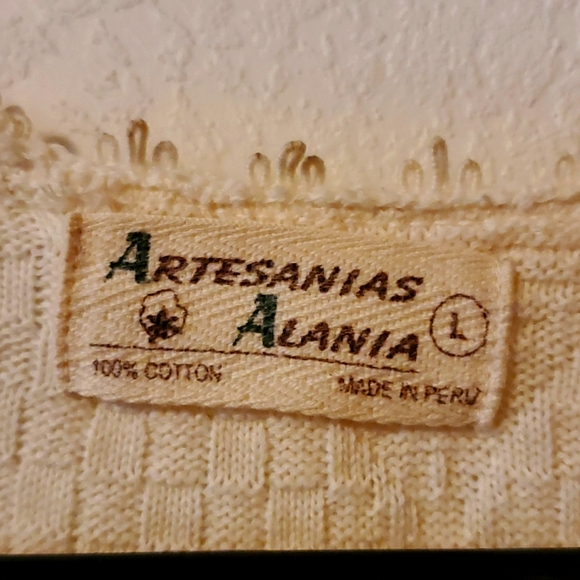 ARTESANIAS
ALANIA L
100% COTTON MADE IN PERU